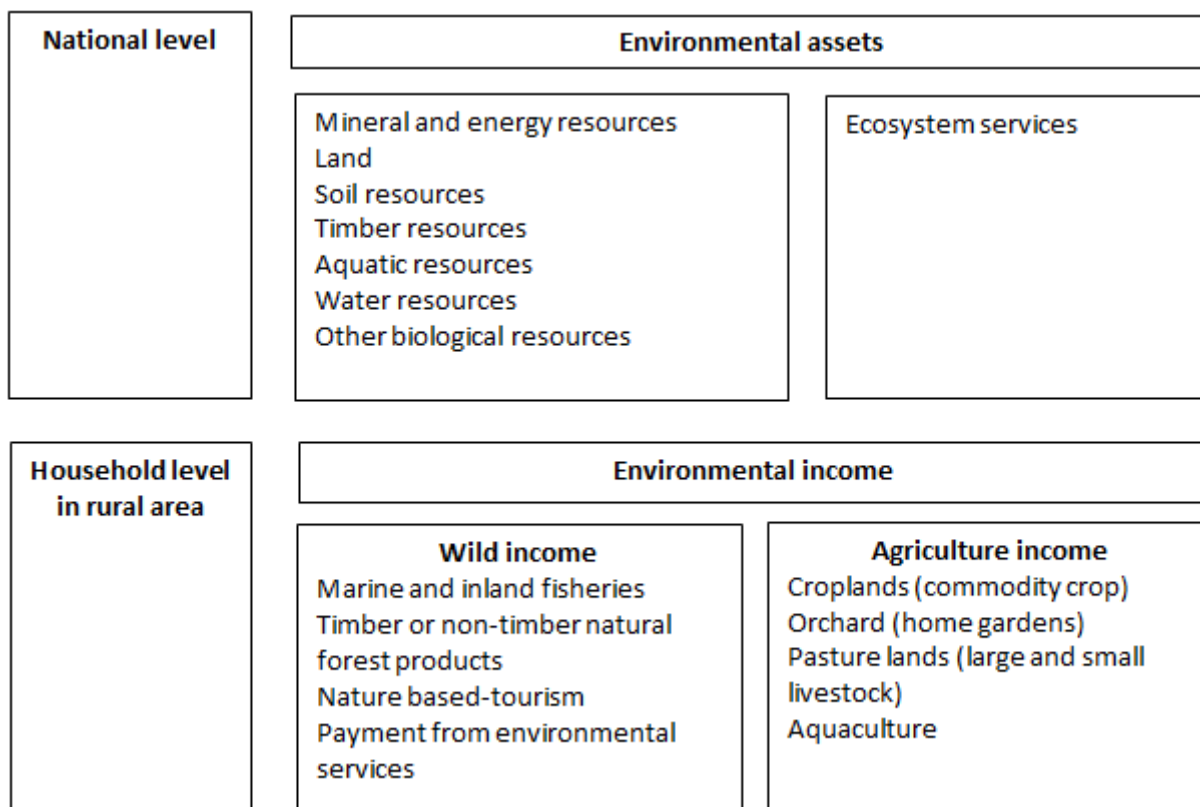 National level
Environmental assets
Mineral and energy resources
Land
Soil resources
Timber resources
Aquatic resources
Water resources
Other biological resources
Ecosystem services
Household level
in rural area
Environmental income
Wild income
Marine and inland fisheries
Timber or non-timber natural
forest products
Nature based-tourism
Payment from environmental
services
Agriculture income
Croplands (commodity crop)
Orchard (home gardens)
Pasture lands (large and small
livestock)
Aquaculture